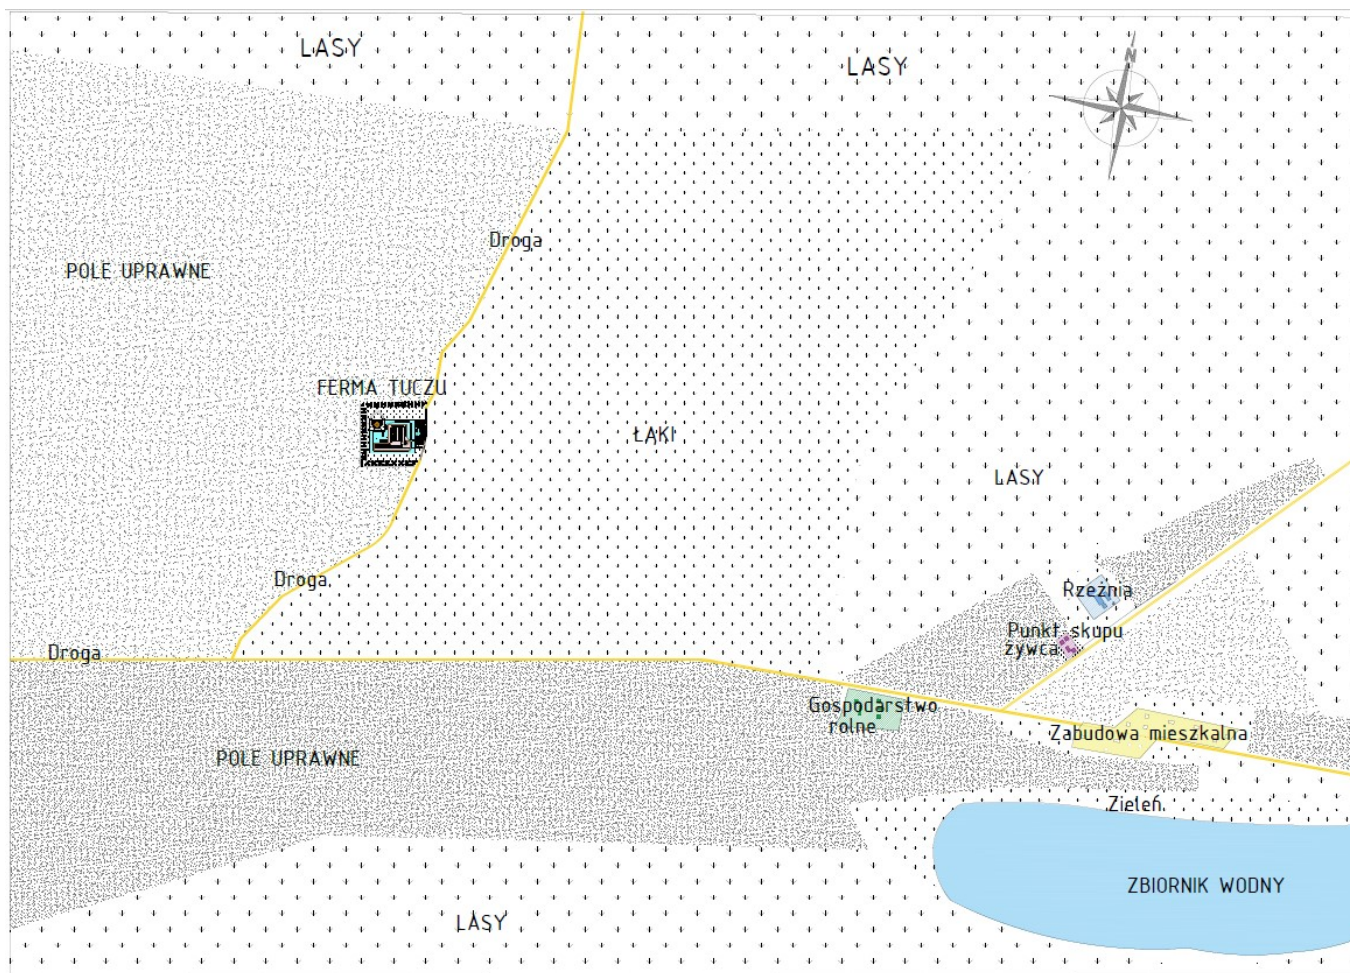 LASY
LASY
N
Droga
POLE UPRAWNE
FERMA TUCZU
ŁĄKI
LASY
Droga
Rzeźnia
Punkt skupu
żywca
Droga
Gospodarstwo
rolne
Zabudowa mieszkalna
POLE UPRAWNE
Zieleń
ZBIORNIK WODNY
LASY